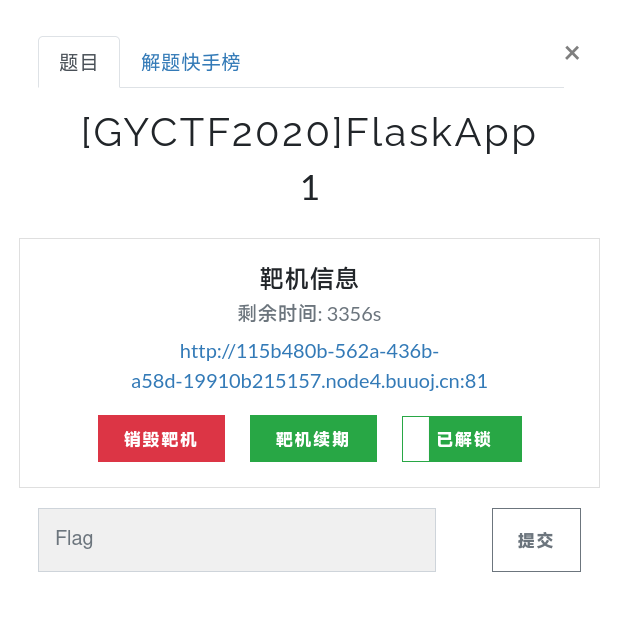 题目 解题快手榜 ×
[GYCTF2020]FlaskApp
1
靶机信息
剩余时间: 3356s
http://115b480b-562a-436b-
a58d-19910b215157.node4.buuoj.cn:81
销毁靶机 靶机续期 已解锁
Flag 提交